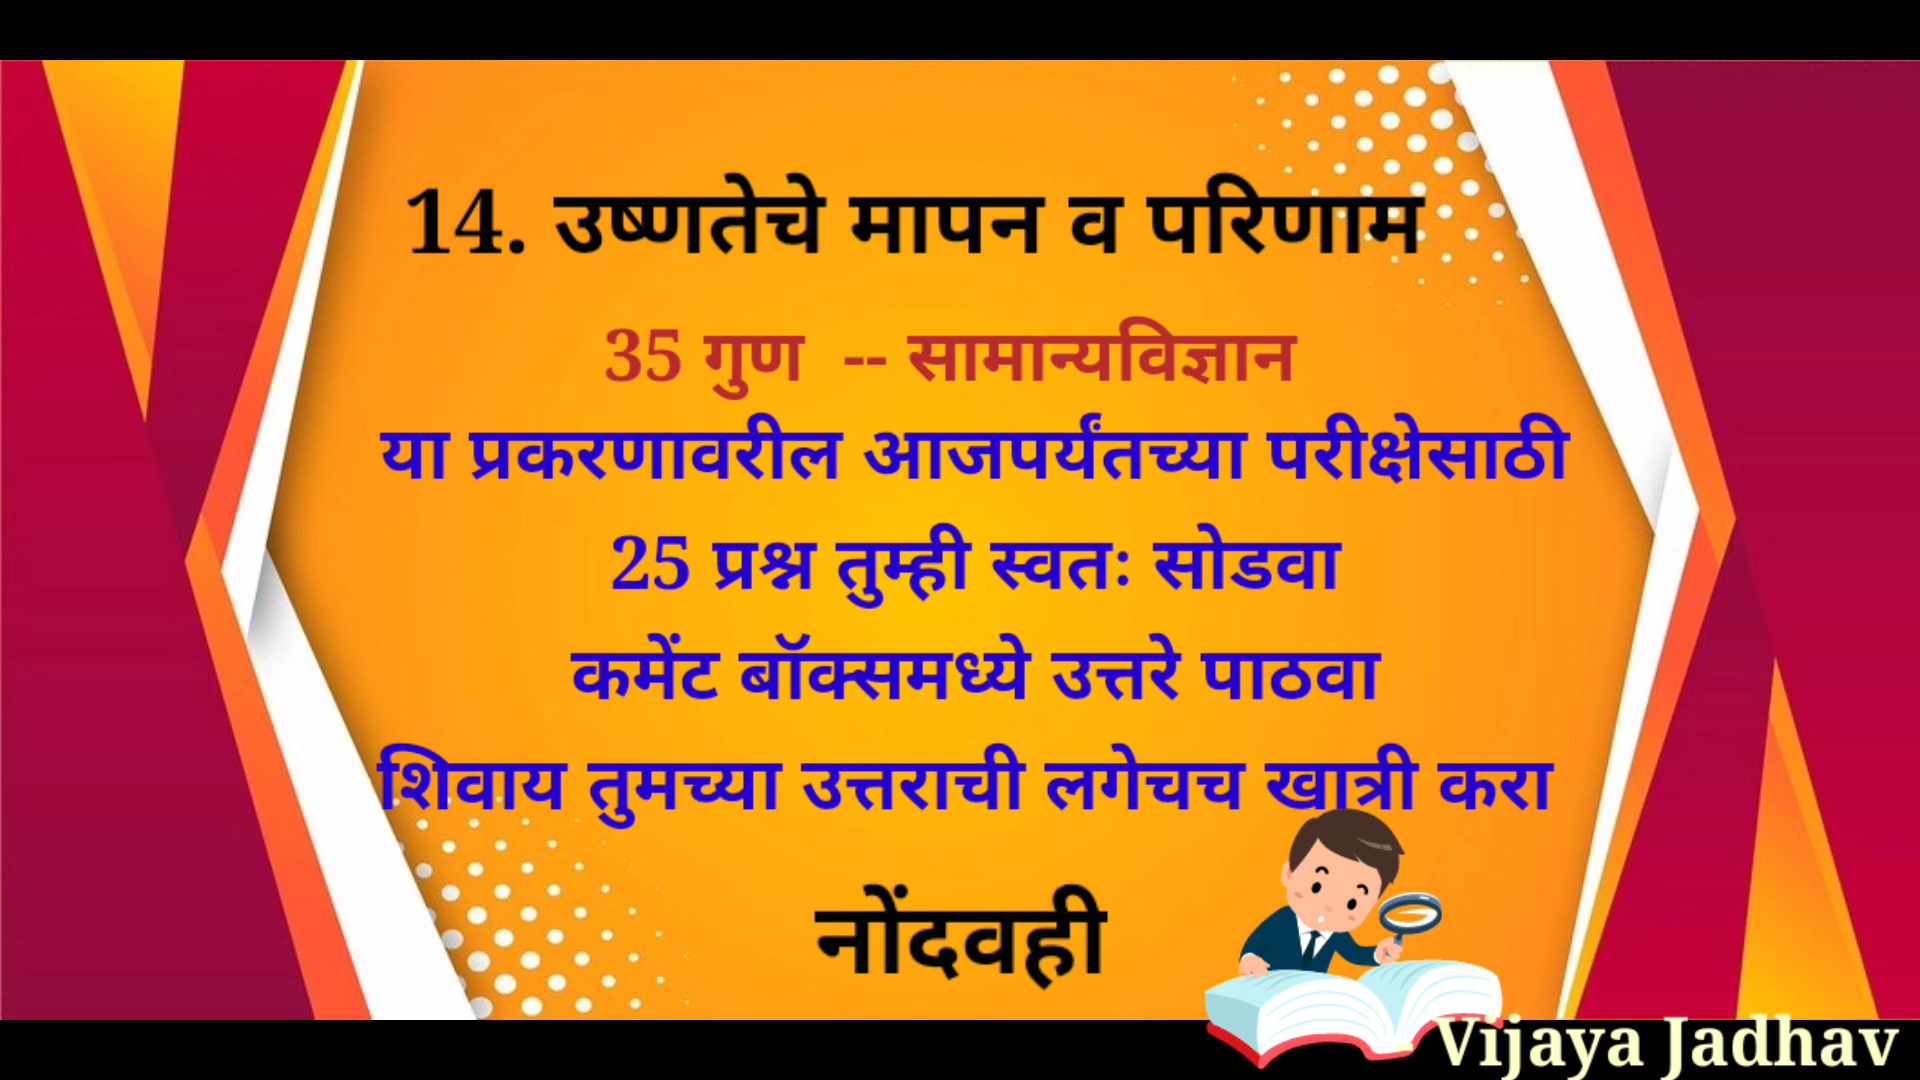 14. उष्णतेचे मापन व परिणाम
35 गुण -- सामान्यविज्ञान
या प्रकरणावरील आजपर्यंतच्या परीक्षेसाठी
25 प्रश्न तुम्ही स्वतः सोडवा
कमेंट बॉक्समध्ये उत्तरे पाठवा
शिवाय तुमच्या उत्तराची लगेचच खात्री करा
नोंदवही
Vijaya Jadhav